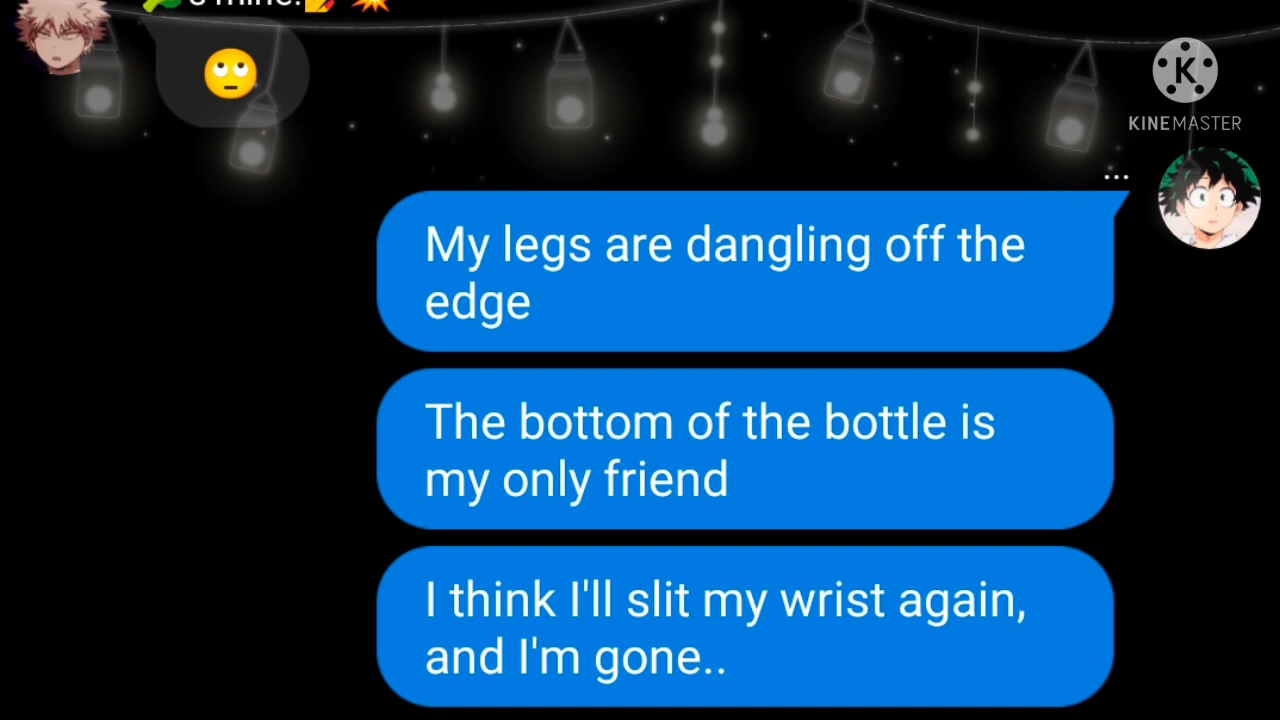 's mine!
K
KINEMASTER
...
My legs are dangling off the
edge
The bottom of the bottle is
my only friend
I think I'll slit my wrist again,
and I'm gone..